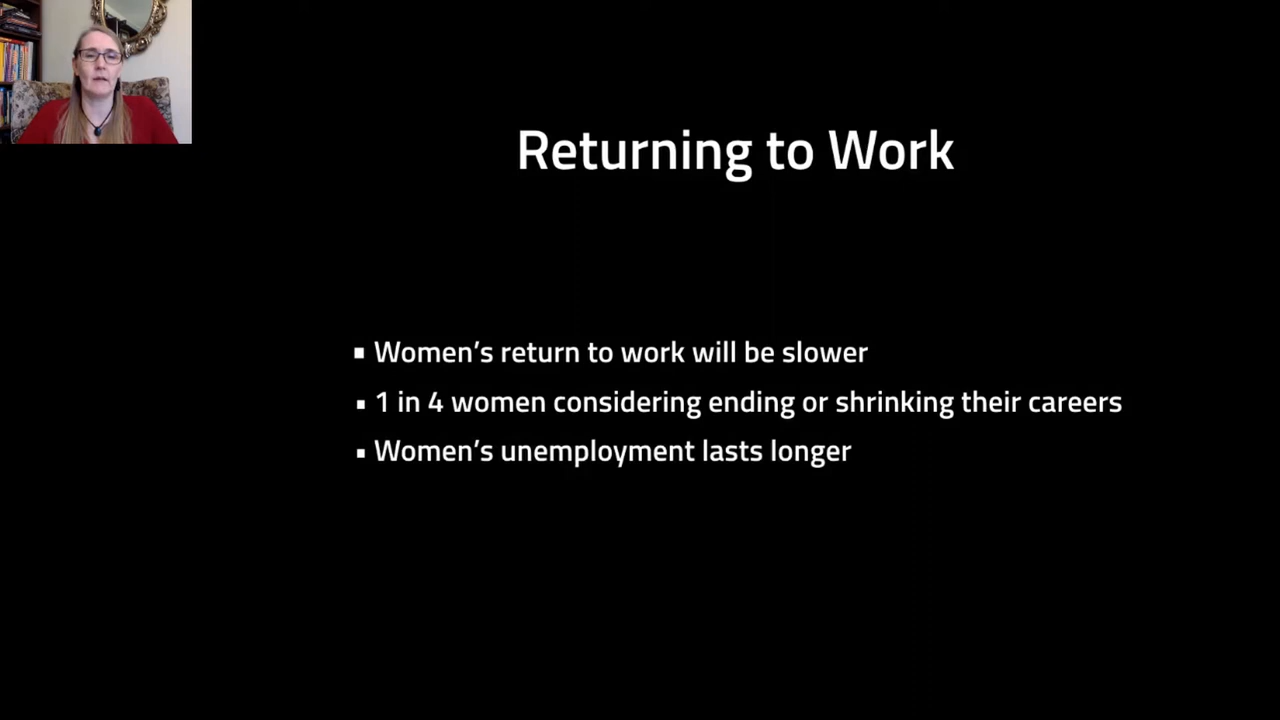 Returning to Work
▪ Women’s return to work will be slower
▪ 1 in 4 women considering ending or shrinking their careers
▪ Women’s unemployment lasts longer